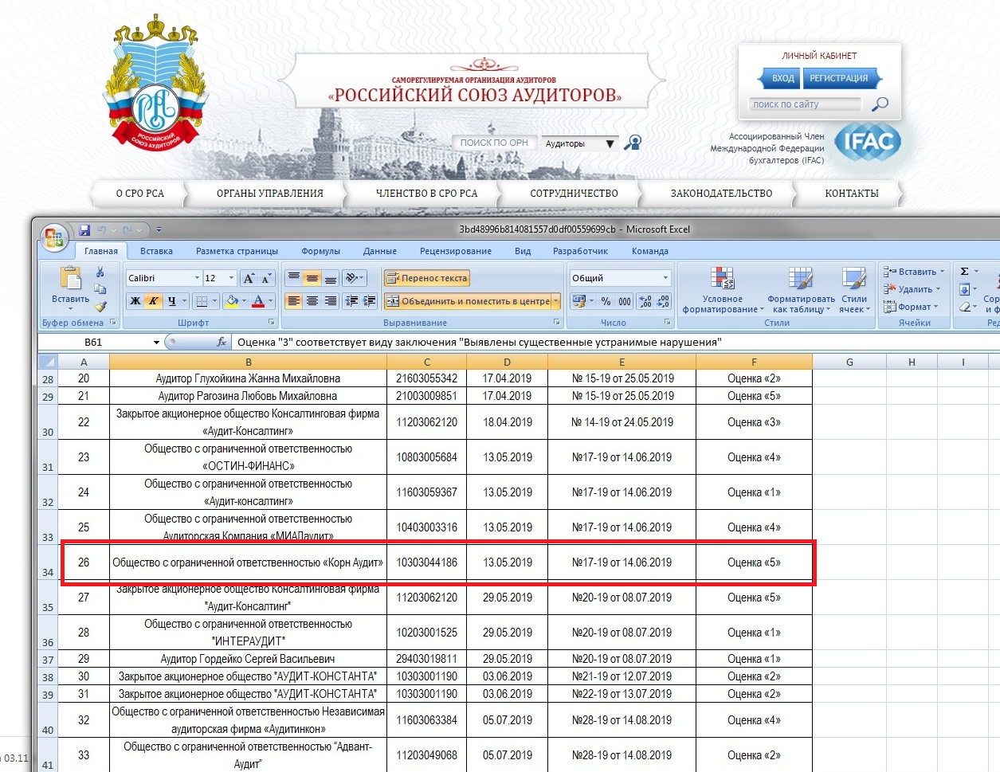 САМОРЕГУЛИРУЕМАЯ ОРГАНИЗАЦИЯ АУДИТОРОВ
«РОССИЙСКИЙ СОЮЗ АУДИТОРОВ»
РОССИЙСКИЙ
СОЮЗ АУДИТОРОВ
ЛИЧНЫЙ КАБИНЕТ
ВХОД РЕГИСТРАЦИЯ
поиск по сайту
ПОИСК ПО ОРН Аудиторы
Ассоциированный Член
Международной Федерации
бухгалтеров (IFAC)
IFAC
О СРО РСА ОРГАНЫ УПРАВЛЕНИЯ ЧЛЕНСТВО В СРО РСА СОТРУДНИЧЕСТВО ЗАКОНОДАТЕЛЬСТВО КОНТАКТЫ
3bd48996b814081557d0df00559699cb - Microsoft Excel
Главная Вставка Разметка страницы Формулы Данные Рецензирование Вид Разработчик Команда
Вставить
Буфер обмена
Calibri 12
Ж К Ч
Шрифт
Перенос текста
Объединить и поместить в центре
Выравнивание
Общий
% 000
Число
Условное форматирование
Форматировать как таблицу
Стили ячеек
Стили
Вставить
Удалить
Формат
Ячейки
Σ
B61 fx Оценка "3" соответствует виду заключения "Выявлены существенные устранимые нарушения"
A B C D E F G H I
28 20 Аудитор Глухойкина Жанна Михайловна 21603055342 17.04.2019 № 15-19 от 25.05.2019 Оценка «2»
29 21 Аудитор Рагозина Любовь Михайловна 21003009851 17.04.2019 № 15-19 от 25.05.2019 Оценка «5»
30 22 Закрытое акционерное общество Консалтинговая фирма
«Аудит-Консалтинг» 11203062120 18.04.2019 № 14-19 от 24.05.2019 Оценка «3»
31 23 Общество с ограниченной ответственностью
«ОСТИН-ФИНАНС» 10803005684 13.05.2019 №17-19 от 14.06.2019 Оценка «4»
32 24 Общество с ограниченной ответственностью
«Аудит-консалтинг» 11603059367 13.05.2019 №17-19 от 14.06.2019 Оценка «1»
33 25 Общество с ограниченной ответственностью
Аудиторская Компания «МИАЛаудит» 10403003316 13.05.2019 №17-19 от 14.06.2019 Оценка «4»
34 26 Общество с ограниченной ответственностью «Корн Аудит» 10303044186 13.05.2019 №17-19 от 14.06.2019 Оценка «5»
35 27 Закрытое акционерное общество Консалтинговая фирма
"Аудит-Консалтинг" 11203062120 29.05.2019 №20-19 от 08.07.2019 Оценка «5»
36 28 Общество с ограниченной ответственностью
"ИНТЕРАУДИТ" 10203001525 29.05.2019 №20-19 от 08.07.2019 Оценка «1»
37 29 Аудитор Гордейко Сергей Васильевич 29403019811 29.05.2019 №20-19 от 08.07.2019 Оценка «1»
38 30 Закрытое акционерное общество "АУДИТ-КОНСТАНТА" 10303001190 03.06.2019 №21-19 от 12.07.2019 Оценка «2»
39 31 Закрытое акционерное общество "АУДИТ-КОНСТАНТА" 10303001190 03.06.2019 №22-19 от 13.07.2019 Оценка «2»
40 32 Общество с ограниченной ответственностью Независимая
аудиторская фирма «Аудитинкон» 11603063384 05.07.2019 №28-19 от 14.08.2019 Оценка «4»
41 33 Общество с ограниченной ответственностью "Адвант-
Аудит" 11203049068 05.07.2019 №28-19 от 14.08.2019 Оценка «2»
03.11